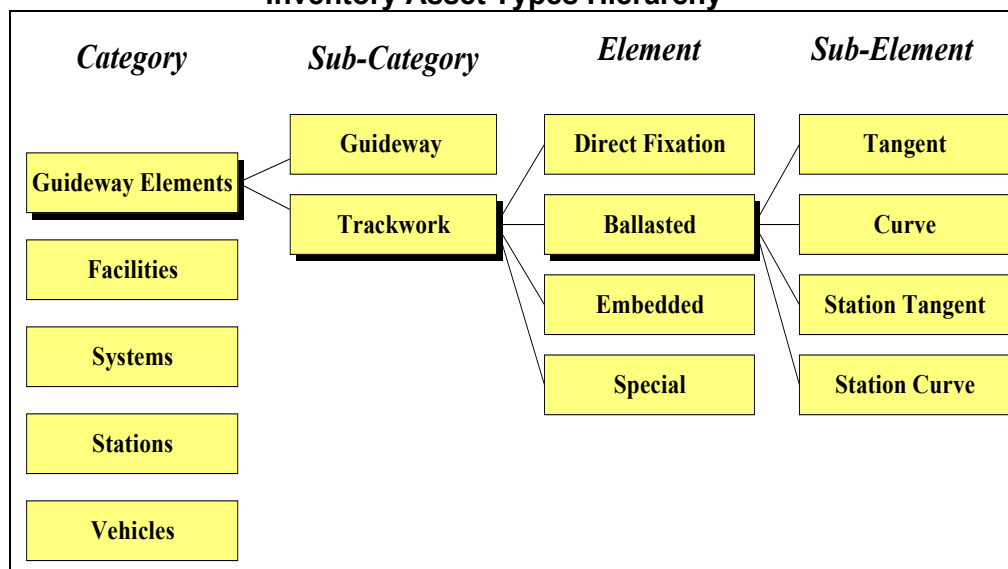 Inventory Asset Types Hierarchy
Category
Sub-Category
Element
Sub-Element
Guideway Elements
Facilities
Systems
Stations
Vehicles
Guideway
Trackwork
Direct Fixation
Ballasted
Embedded
Special
Tangent
Curve
Station Tangent
Station Curve